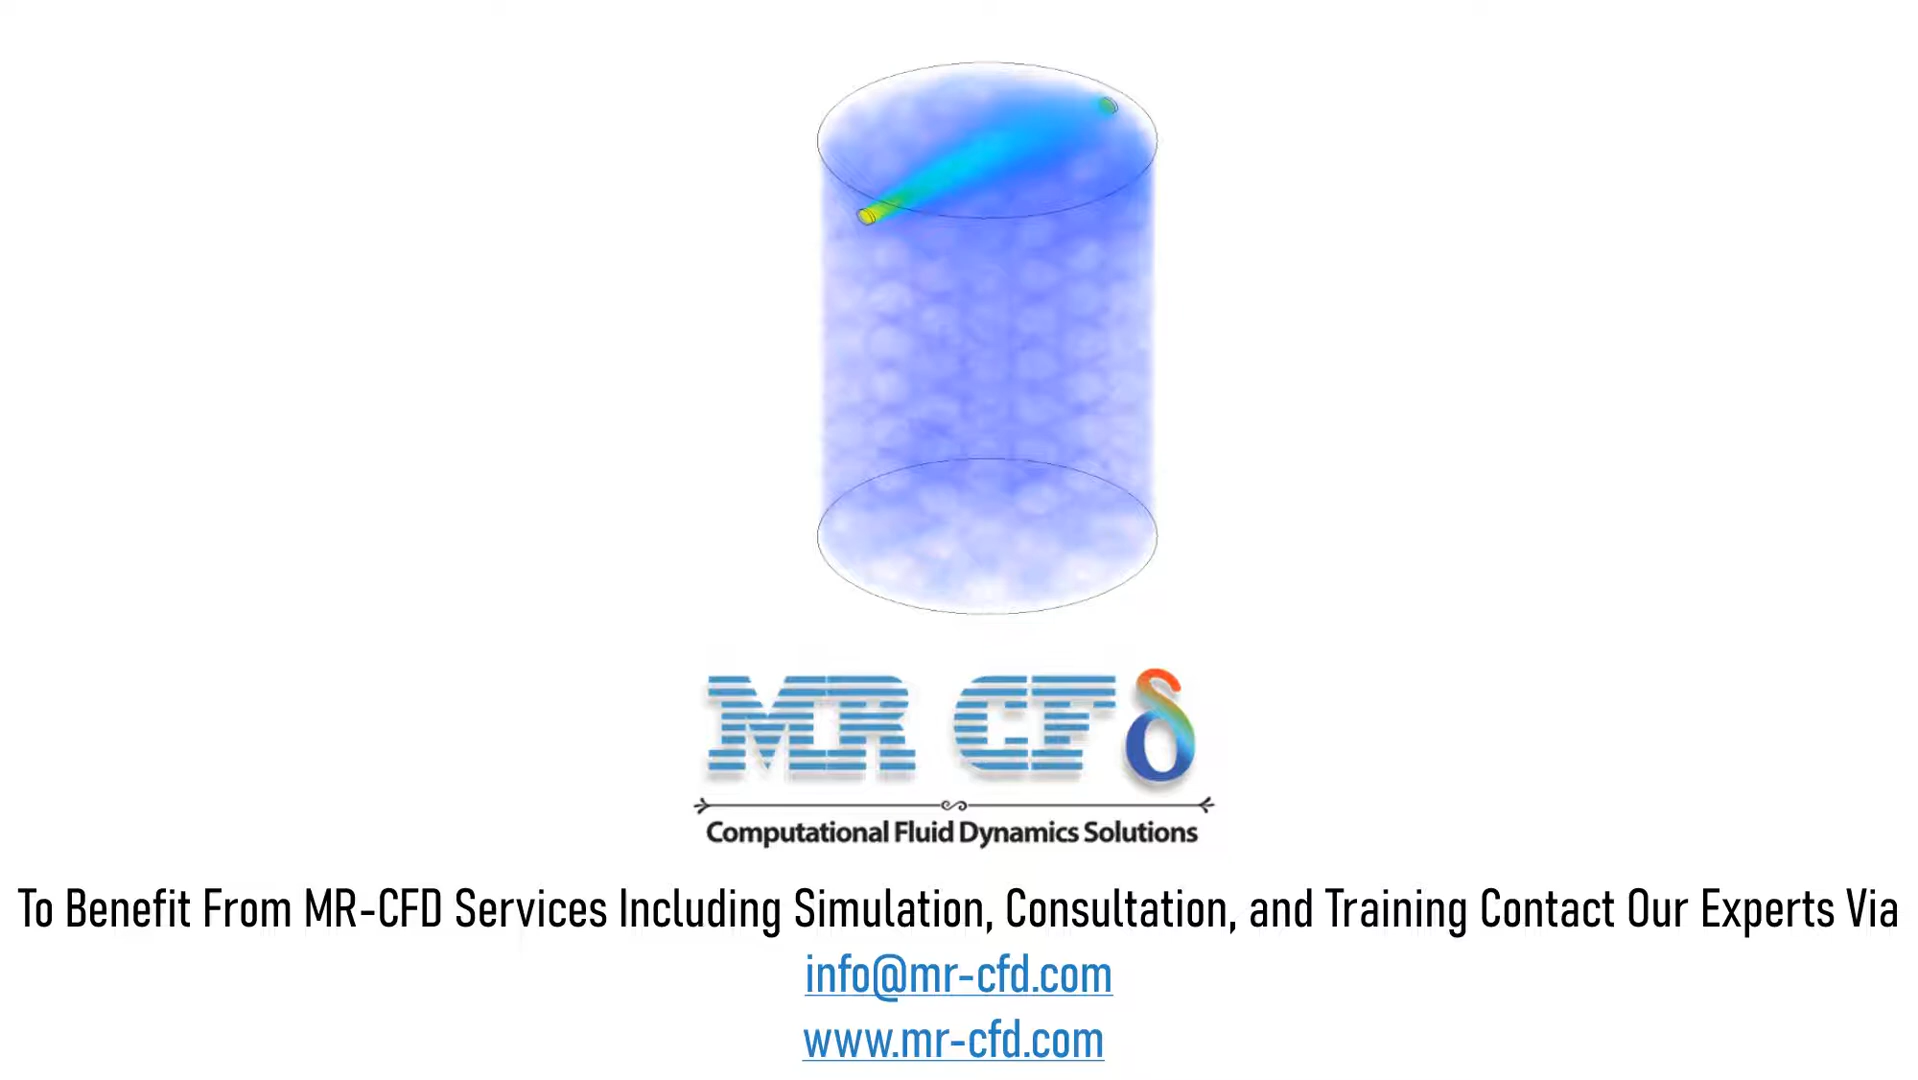 MR CFδ
Computational Fluid Dynamics Solutions
To Benefit From MR-CFD Services Including Simulation, Consultation, and Training Contact Our Experts Via
info@mr-cfd.com
www.mr-cfd.com